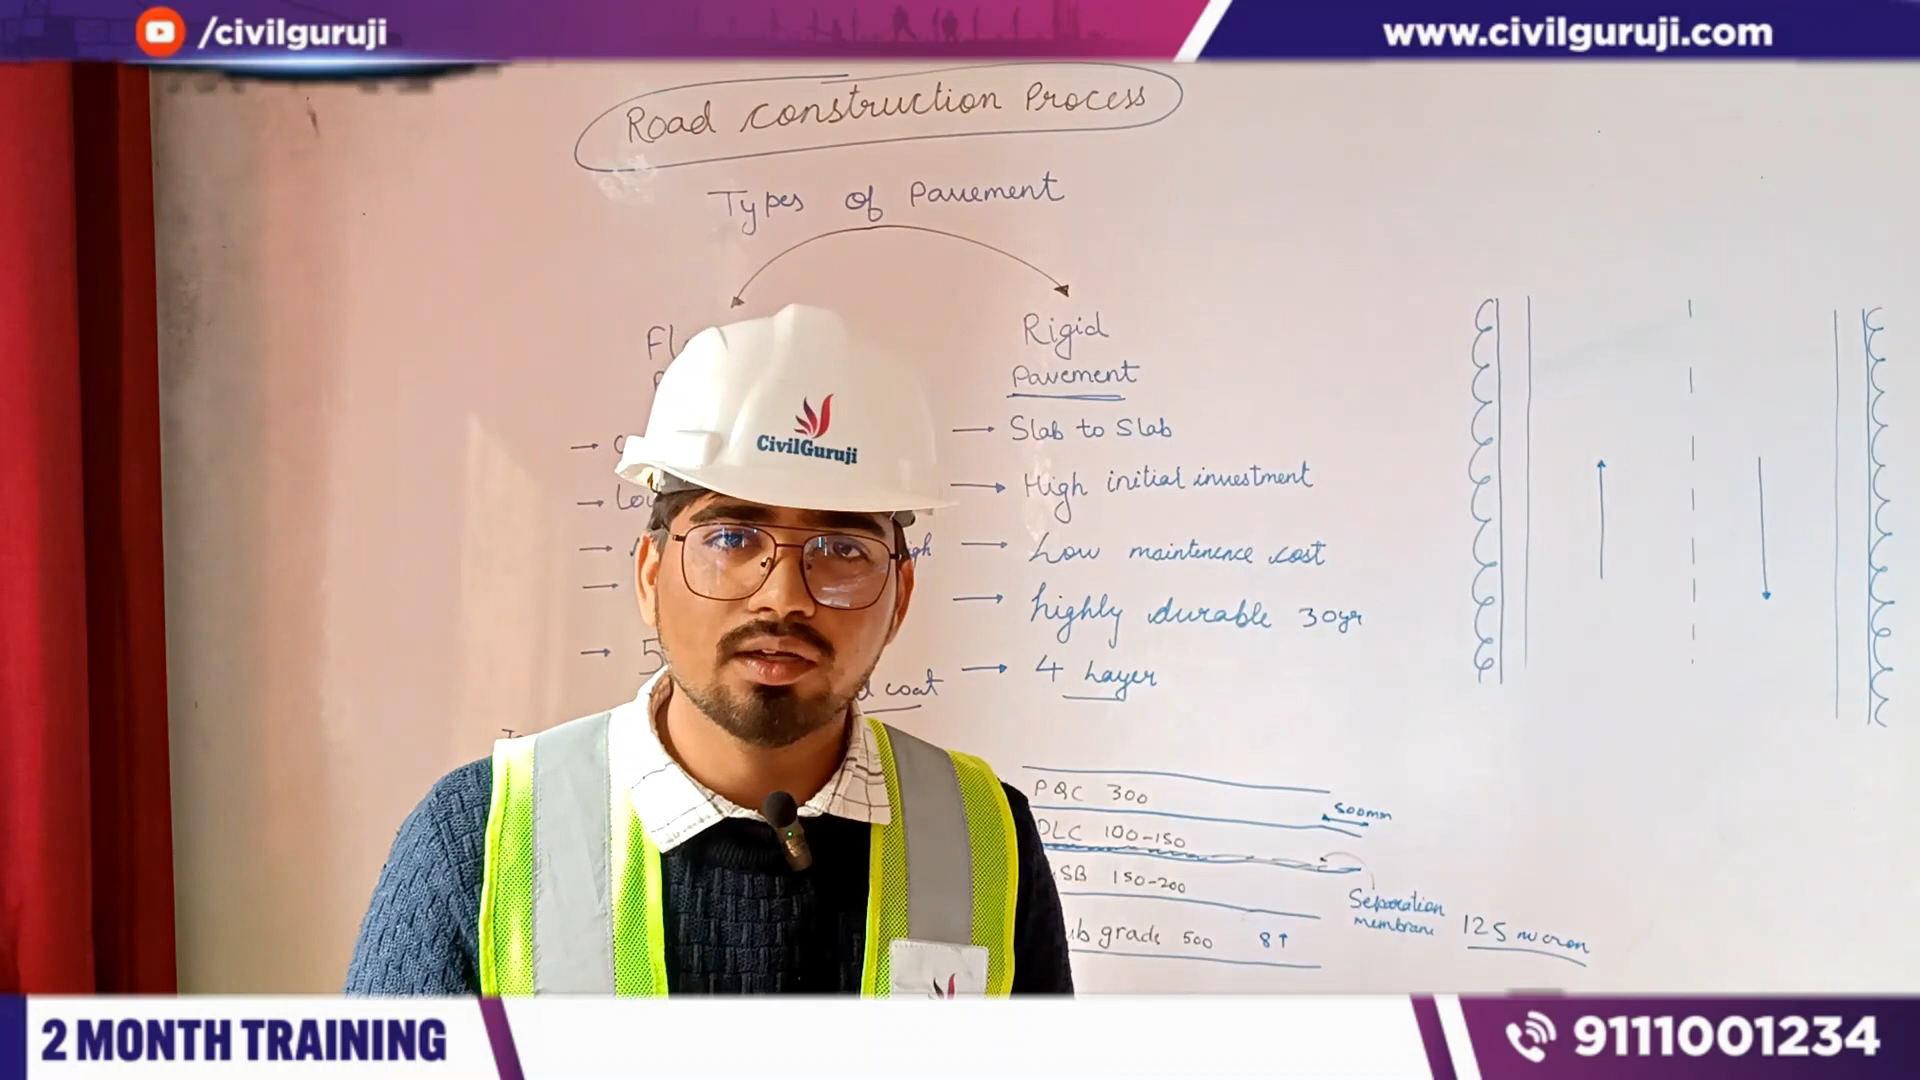 /civilguruji
www.civilguruji.com
Road construction Process
Types of Pavement
Rigid
Pavement
Slab to Slab
High initial investment
Low maintenence cost
highly durable 30yr
4 Layer
5
coat
CivilGuruji
PQC 300
500mm
DLC 100-150
SB 150-200
Separation
membrane 125 micron
ub grade 500 8↑
2 MONTH TRAINING
9111001234